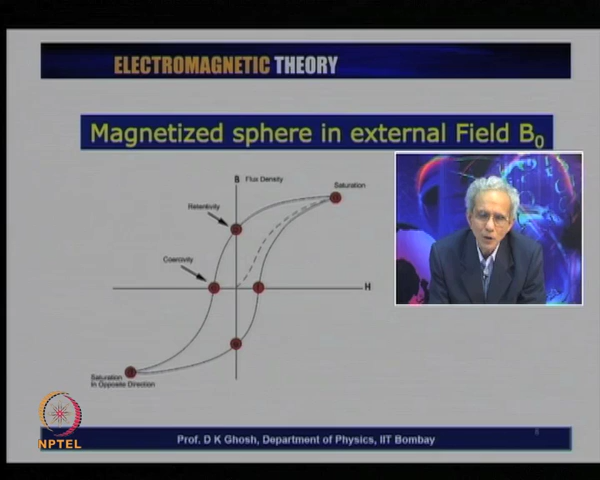 ELECTROMAGNETIC THEORY
Magnetized sphere in external Field B0
B Flux Density
Saturation
Retentivity
Coercivity
H
Saturation
In Opposite Direction
Prof. D K Ghosh, Department of Physics, IIT Bombay
8
NPTEL